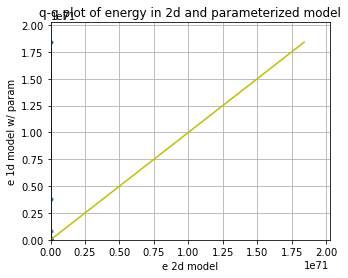 q-q plot of energy in 2d and parameterized model
1e71
2.00
1.75
1.50
1.25
1.00
0.75
0.50
0.25
0.00
e 1d model w/ param
0.00 0.25 0.50 0.75 1.00 1.25 1.50 1.75 2.00
1e71
e 2d model